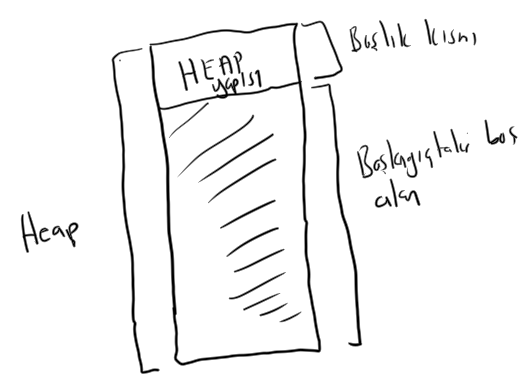 Başlık kısmı
HEAP
yapısı
Başlangıçtaki boş
alan
Heap